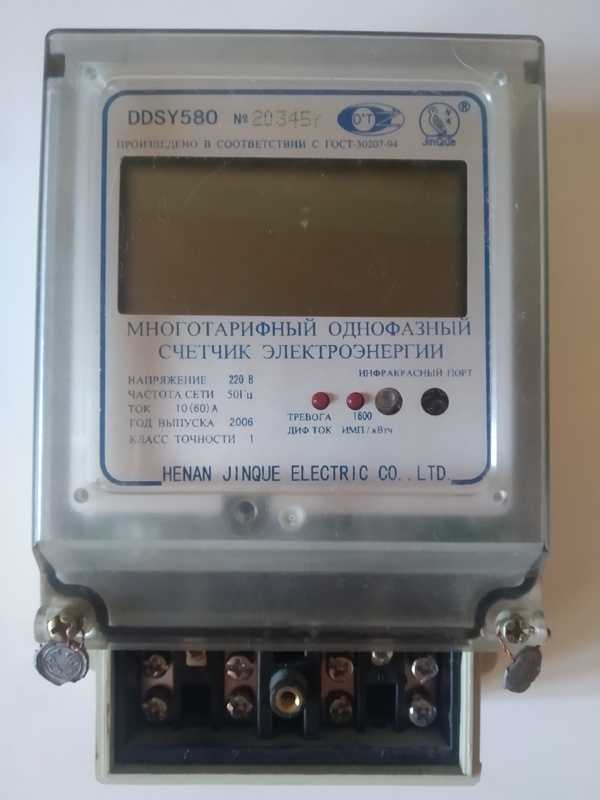 DDSY580 № 203457
О'Т
®
JinQue
ПРОИЗВЕДЕНО В СООТВЕТСТВИИ С ГОСТ-30207-94
МНОГОТАРИФНЫЙ ОДНОФАЗНЫЙ
СЧЕТЧИК ЭЛЕКТРОЭНЕРГИИ
ИНФРАКРАСНЫЙ ПОРТ
НАПРЯЖЕНИЕ 220 В
ЧАСТОТА СЕТИ 50Гц
ТОК 10(60)А
ГОД ВЫПУСКА 2006
КЛАСС ТОЧНОСТИ 1
ТРЕВОГА 1600
ДИФ ТОК ИМП/кВтч
HENAN JINQUE ELECTRIC CO., LTD.